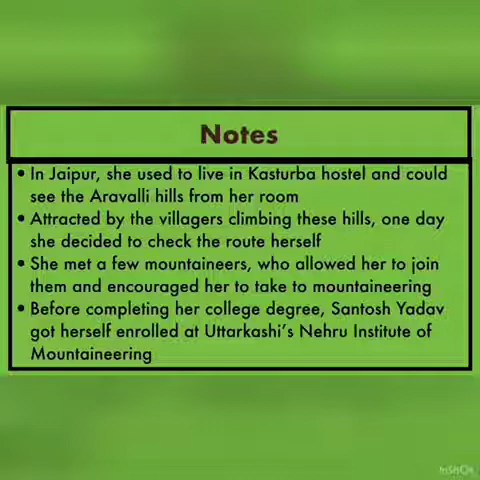 Notes
• In Jaipur, she used to live in Kasturba hostel and could
see the Aravalli hills from her room
• Attracted by the villagers climbing these hills, one day
she decided to check the route herself
• She met a few mountaineers, who allowed her to join
them and encouraged her to take to mountaineering
• Before completing her college degree, Santosh Yadav
got herself enrolled at Uttarkashi's Nehru Institute of
Mountaineering
InShOt